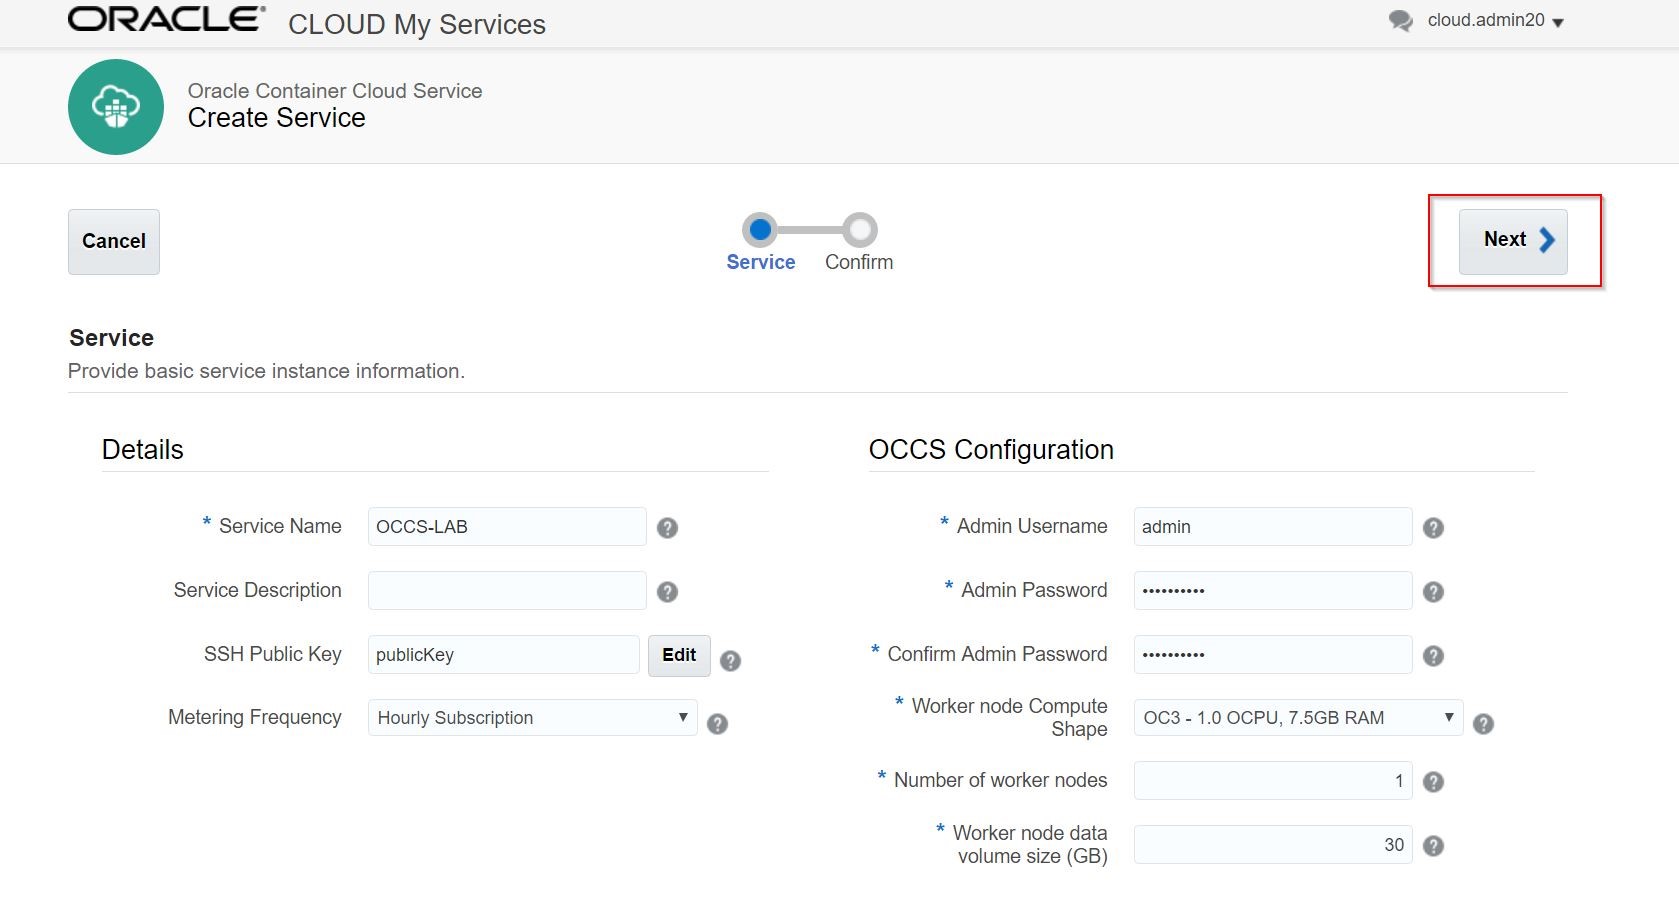 ORACLE® CLOUD My Services
cloud.admin20
Oracle Container Cloud Service
Create Service
Cancel
Service
Confirm
Next
Service
Provide basic service instance information.
Details
* Service Name OCCS-LAB
Service Description
SSH Public Key publicKey Edit
Metering Frequency Hourly Subscription
OCCS Configuration
* Admin Username admin
* Admin Password ••••••••••
* Confirm Admin Password ••••••••••
* Worker node Compute
Shape
OC3 - 1.0 OCPU, 7.5GB RAM
* Number of worker nodes 1
* Worker node data
volume size (GB)
30